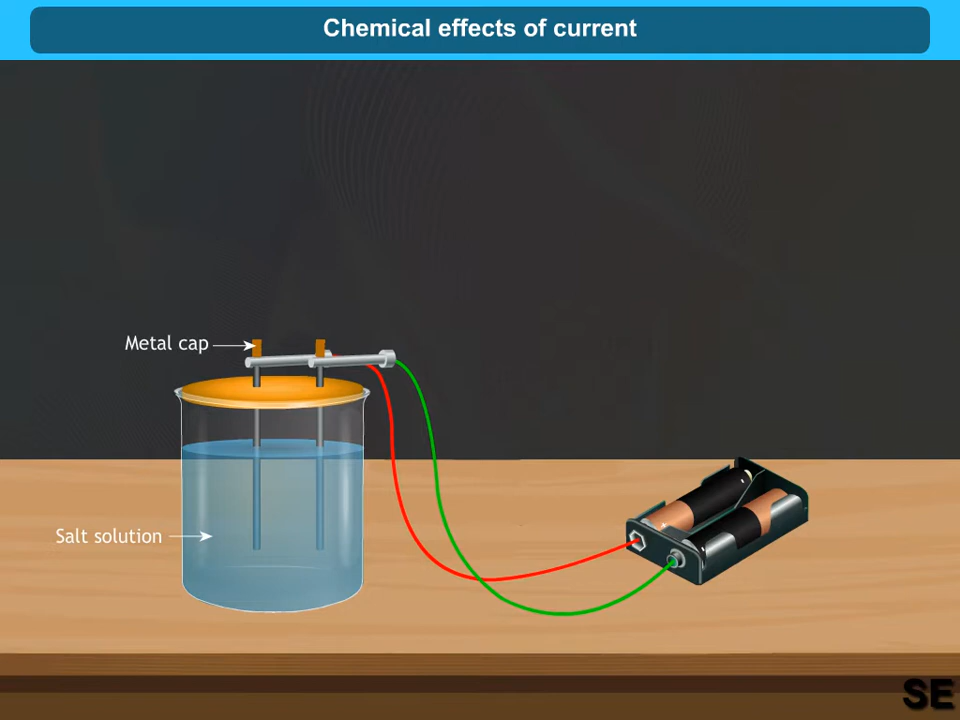 Chemical effects of current
Metal cap
Salt solution
SE